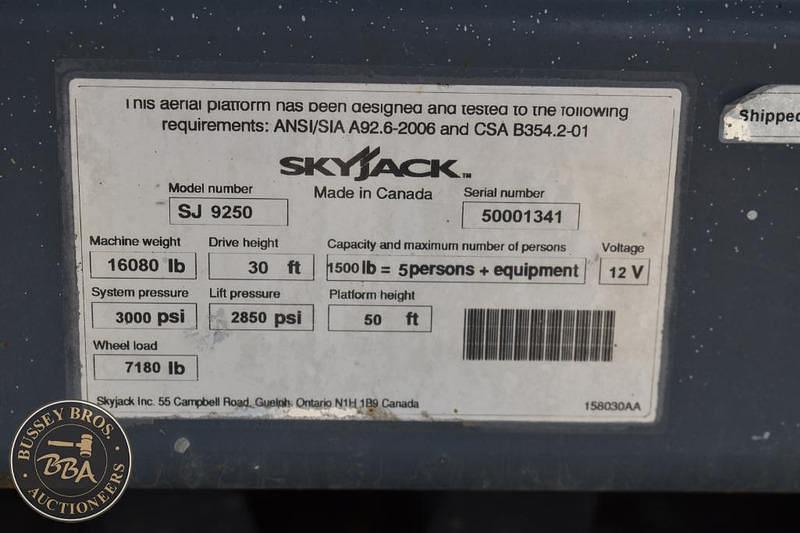 This aerial platform has been designed and tested to the following
requirements: ANSI/SIA A92.6-2006 and CSA B354.2-01
Shipped
SKYJACK™
Made in Canada
Model number
SJ 9250
Serial number
50001341
Machine weight
16080 lb
Drive height
30 ft
Capacity and maximum number of persons
1500 lb = 5 persons + equipment
Voltage
12 V
System pressure
3000 psi
Lift pressure
2850 psi
Platform height
50 ft
Wheel load
7180 lb
Skyjack Inc. 55 Campbell Road, Guelph, Ontario N1H 1B9 Canada
158030AA
BUSSEY BROS.
BBA
AUCTIONEERS